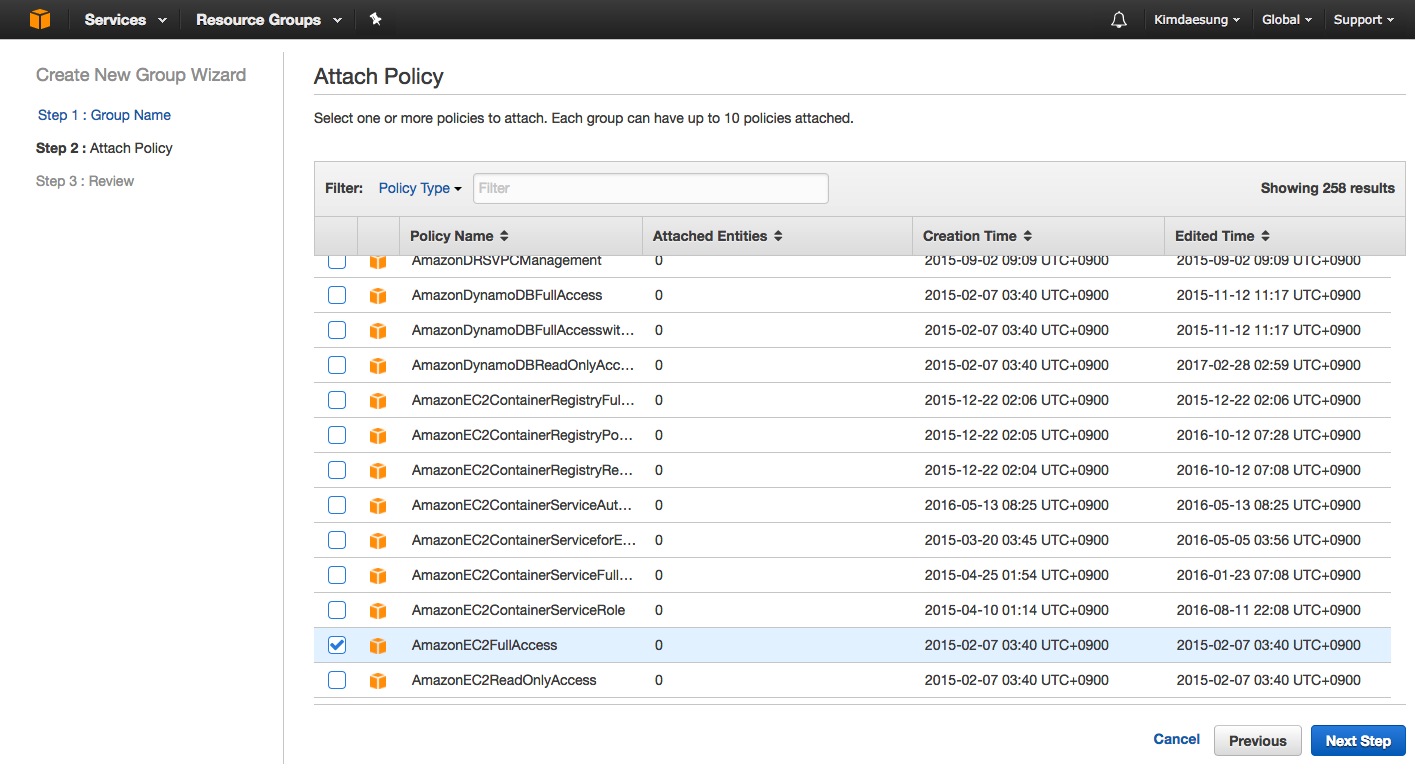 Services Resource Groups Kimdaesung Global Support
Create New Group Wizard
Step 1 : Group Name
Step 2 : Attach Policy
Step 3 : Review
Attach Policy
Select one or more policies to attach. Each group can have up to 10 policies attached.
Filter: Policy Type Filter Showing 258 results
Policy Name Attached Entities Creation Time Edited Time
AmazonDRSVPCManagement 0 2015-09-02 09:09 UTC+0900 2015-09-02 09:09 UTC+0900
AmazonDynamoDBFullAccess 0 2015-02-07 03:40 UTC+0900 2015-11-12 11:17 UTC+0900
AmazonDynamoDBFullAccesswit... 0 2015-02-07 03:40 UTC+0900 2015-11-12 11:17 UTC+0900
AmazonDynamoDBReadOnlyAcc... 0 2015-02-07 03:40 UTC+0900 2017-02-28 02:59 UTC+0900
AmazonEC2ContainerRegistryFul... 0 2015-12-22 02:06 UTC+0900 2015-12-22 02:06 UTC+0900
AmazonEC2ContainerRegistryPo... 0 2015-12-22 02:05 UTC+0900 2016-10-12 07:28 UTC+0900
AmazonEC2ContainerRegistryRe... 0 2015-12-22 02:04 UTC+0900 2016-10-12 07:08 UTC+0900
AmazonEC2ContainerServiceAut... 0 2016-05-13 08:25 UTC+0900 2016-05-13 08:25 UTC+0900
AmazonEC2ContainerServiceforE... 0 2015-03-20 03:45 UTC+0900 2016-05-05 03:56 UTC+0900
AmazonEC2ContainerServiceFull... 0 2015-04-25 01:54 UTC+0900 2016-01-23 07:08 UTC+0900
AmazonEC2ContainerServiceRole 0 2015-04-10 01:14 UTC+0900 2016-08-11 22:08 UTC+0900
AmazonEC2FullAccess 0 2015-02-07 03:40 UTC+0900 2015-02-07 03:40 UTC+0900
AmazonEC2ReadOnlyAccess 0 2015-02-07 03:40 UTC+0900 2015-02-07 03:40 UTC+0900
Cancel Previous Next Step